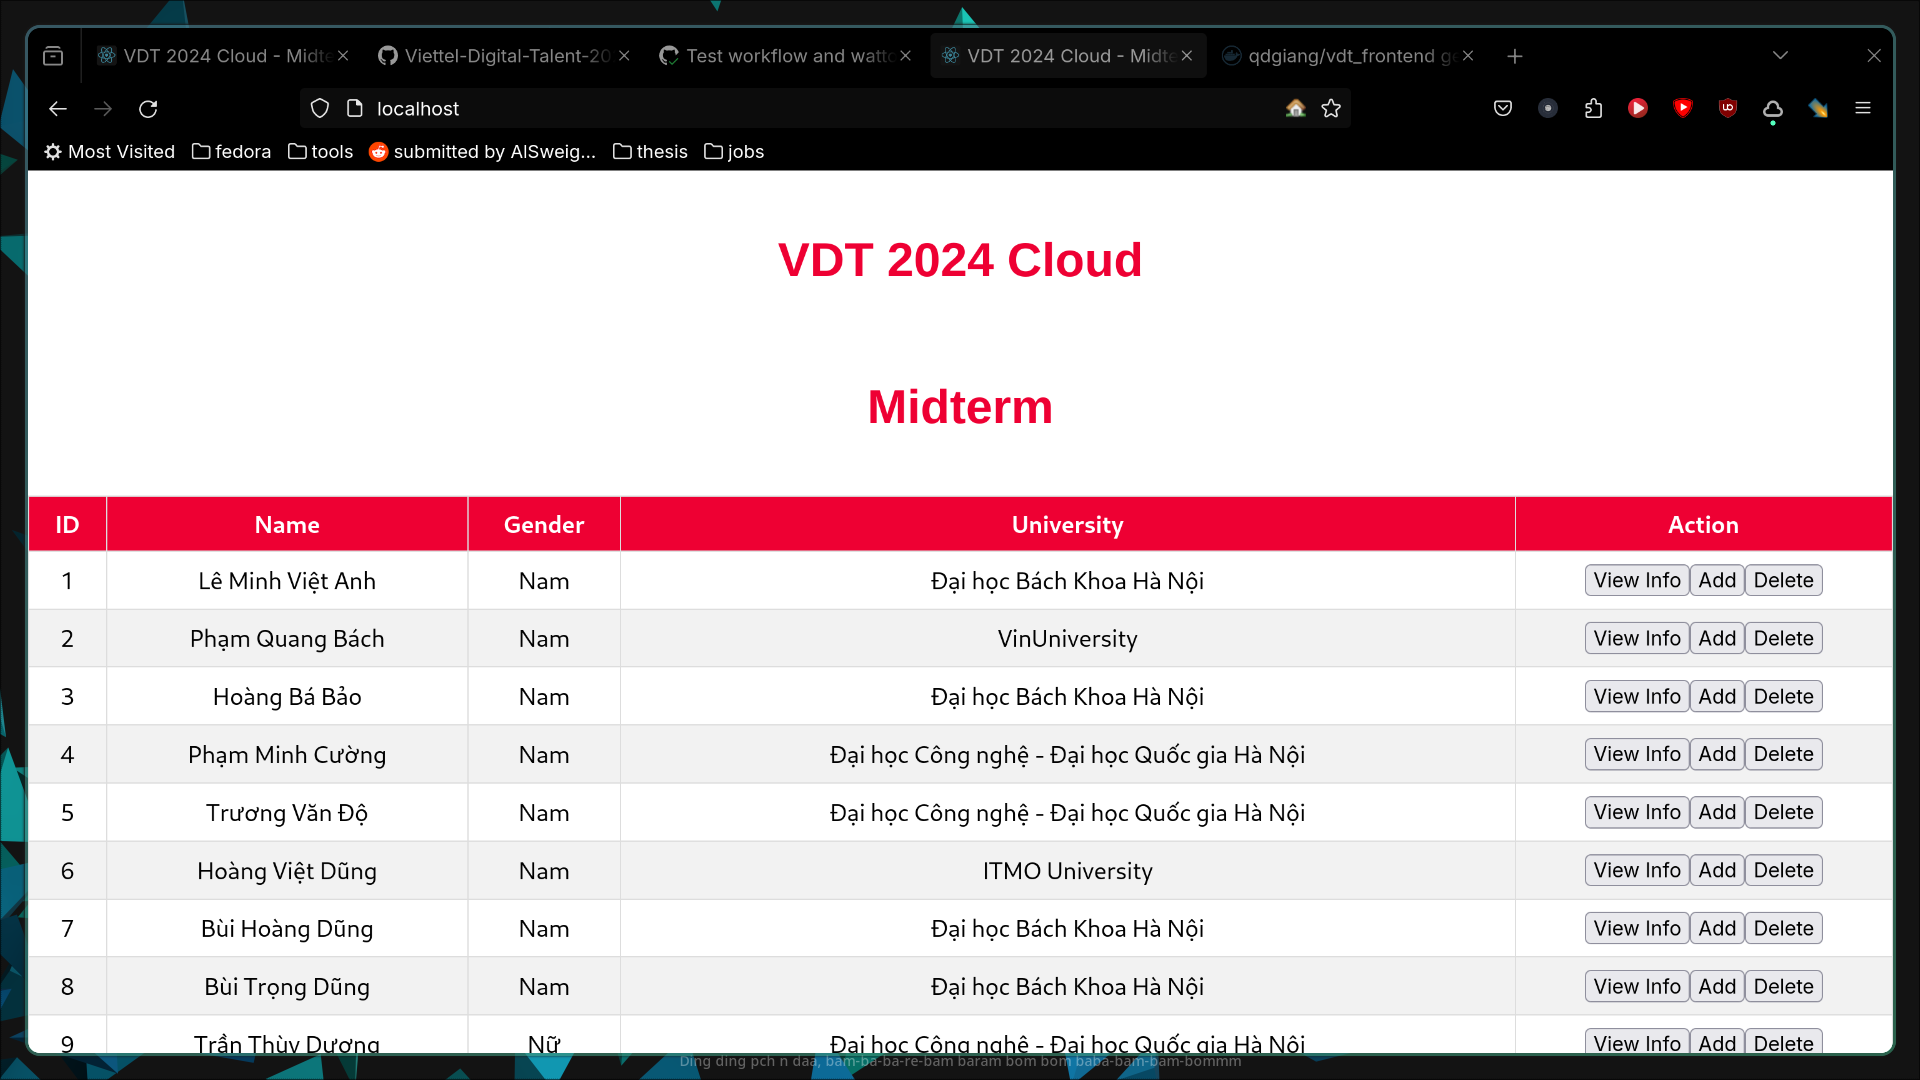 VDT 2024 Cloud - Midte
Viettel-Digital-Talent-20
Test workflow and watt
VDT 2024 Cloud - Midte
qdgiang/vdt_frontend g
localhost
Most Visited fedora tools submitted by AlSweig... thesis jobs
VDT 2024 Cloud
Midterm
ID Name Gender University Action
1 Lê Minh Việt Anh Nam Đại học Bách Khoa Hà Nội View Info Add Delete
2 Phạm Quang Bách Nam VinUniversity View Info Add Delete
3 Hoàng Bá Bảo Nam Đại học Bách Khoa Hà Nội View Info Add Delete
4 Phạm Minh Cường Nam Đại học Công nghệ - Đại học Quốc gia Hà Nội View Info Add Delete
5 Trương Văn Độ Nam Đại học Công nghệ - Đại học Quốc gia Hà Nội View Info Add Delete
6 Hoàng Việt Dũng Nam ITMO University View Info Add Delete
7 Bùi Hoàng Dũng Nam Đại học Bách Khoa Hà Nội View Info Add Delete
8 Bùi Trọng Dũng Nam Đại học Bách Khoa Hà Nội View Info Add Delete
9 Trần Thùy Dương Nữ Đại học Công nghệ - Đại học Quốc gia Hà Nội View Info Add Delete
Ding ding pch n daa, bam-ba-ba-re-bam baram bom bom baba-bam-bam-bommm